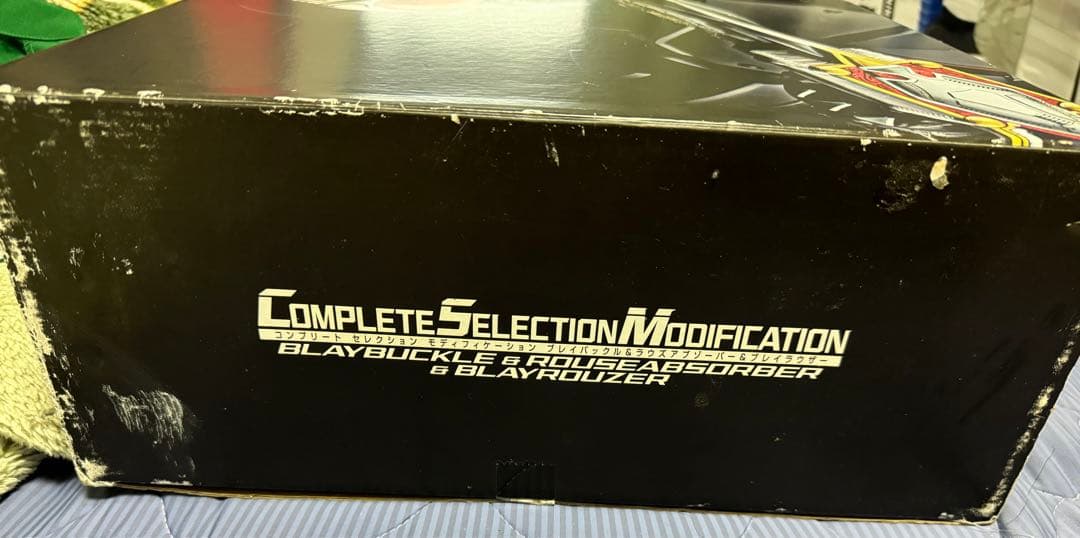 COMPLETE SELECTION MODIFICATION
コンプリート セレクション モディフィケーション ブレイバックル&ラウズアブソーバー&ブレイラウザー
BLAYBUCKLE & ROUSEABSORBER
& BLAYROUZER